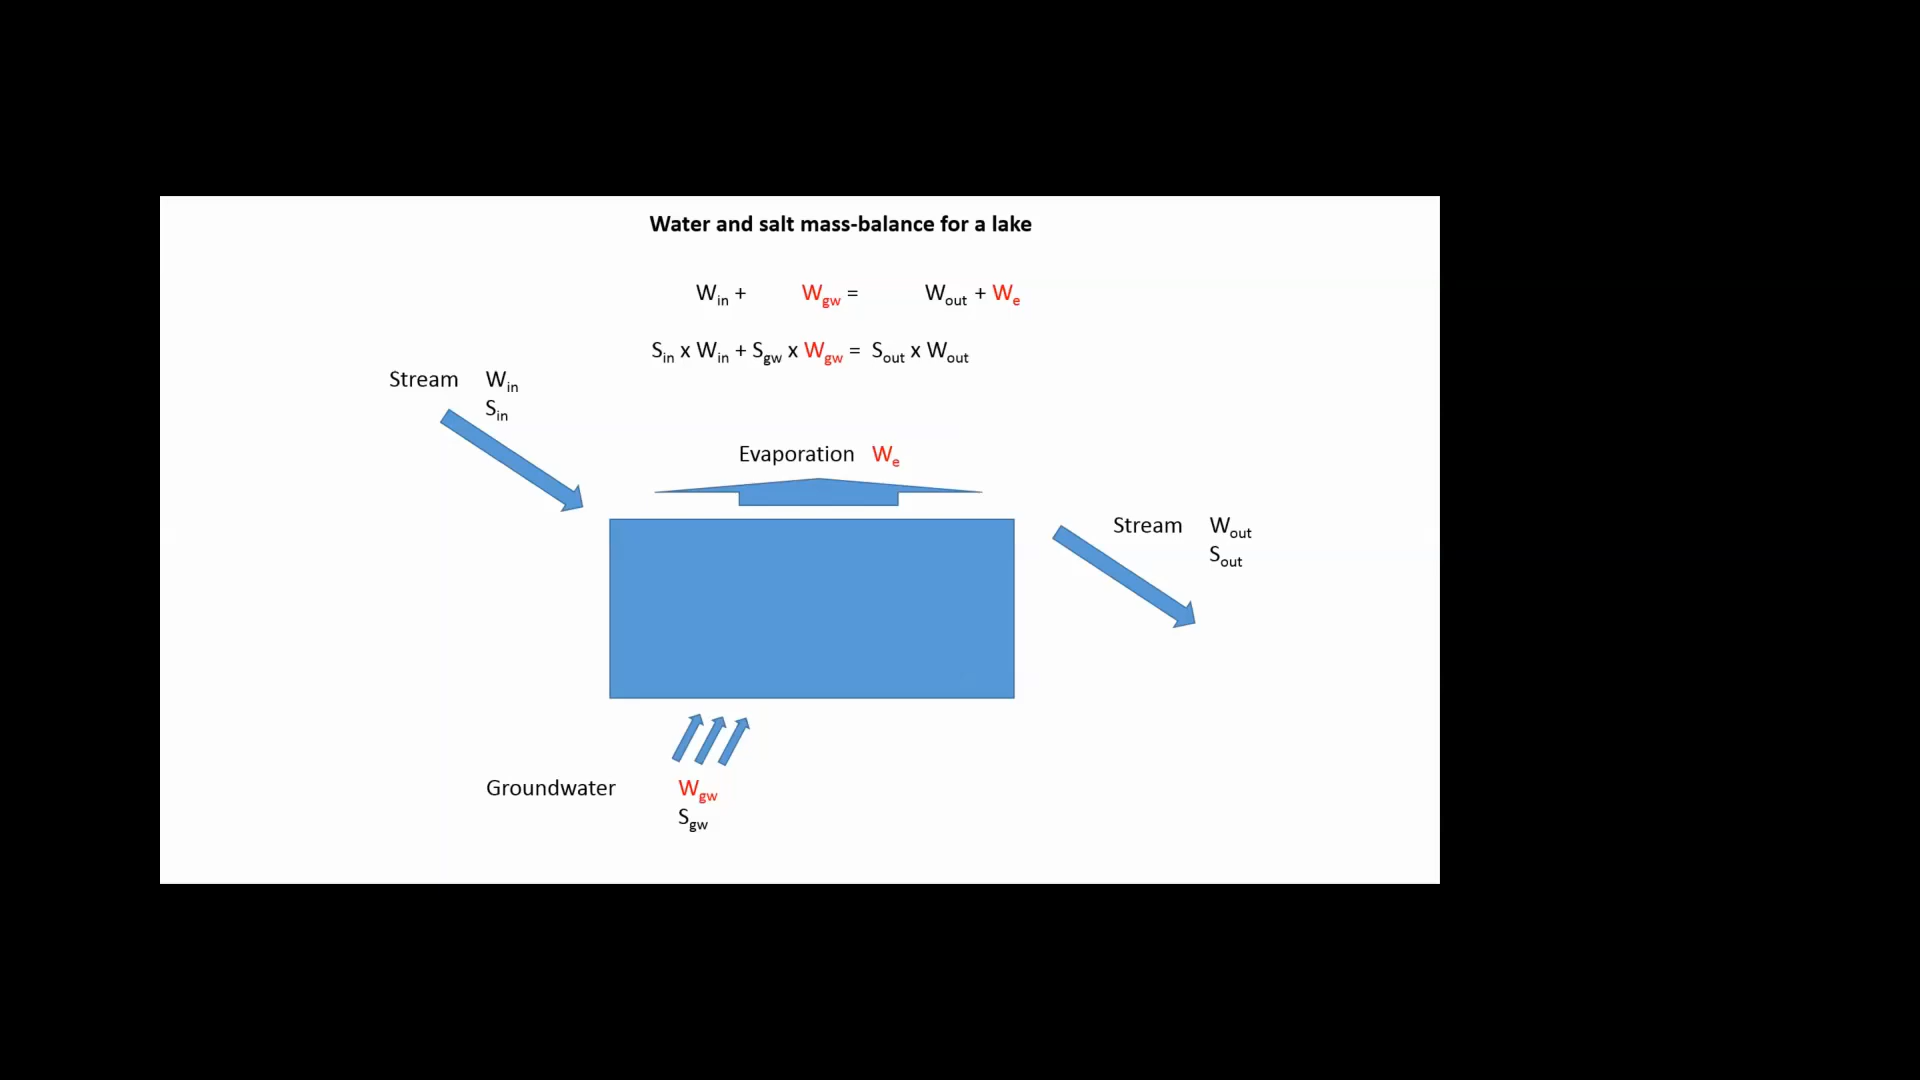 Water and salt mass-balance for a lake
Win + Wgw = Wout + We
Sin x Win + Sgw x Wgw = Sout x Wout
Stream Win
Sin
Evaporation We
Stream Wout
Sout
Groundwater Wgw
Sgw